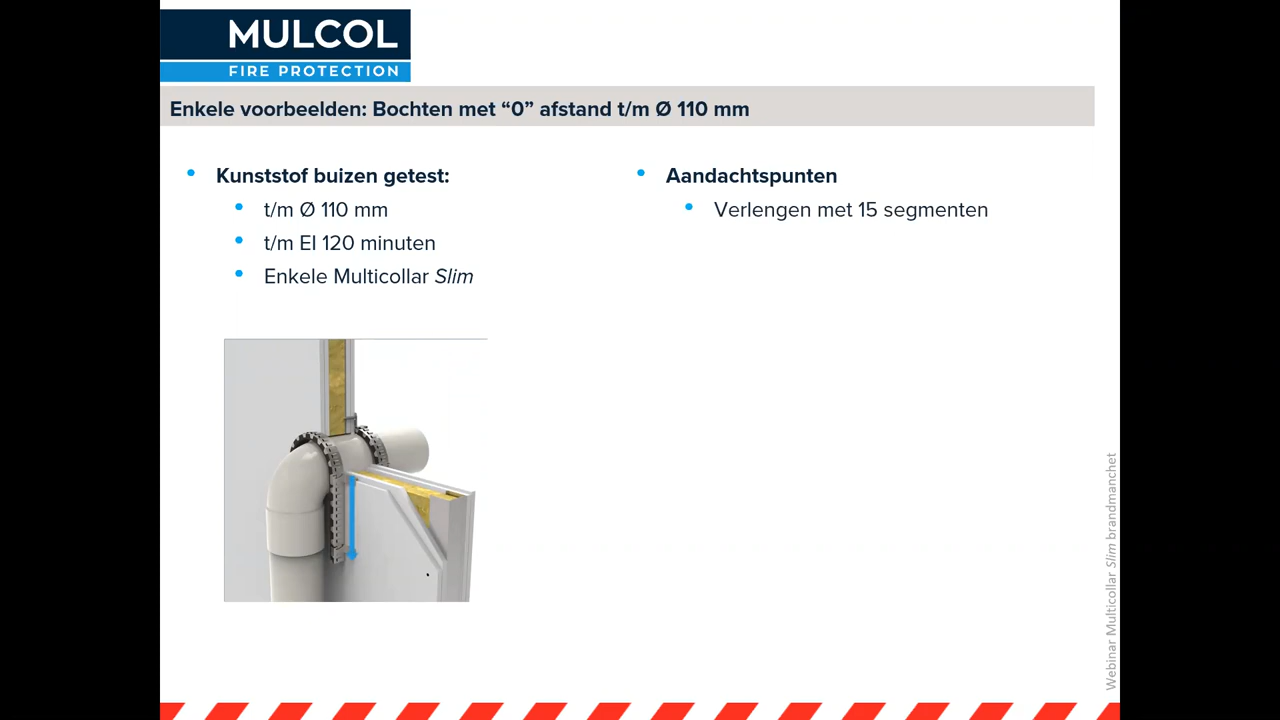 MULCOL
FIRE PROTECTION
Enkele voorbeelden: Bochten met “0” afstand t/m Ø 110 mm
Kunststof buizen getest:
t/m Ø 110 mm
t/m EI 120 minuten
Enkele Multicollar Slim
Aandachtspunten
Verlengen met 15 segmenten
Webinar Multicollar Slim brandmanchet